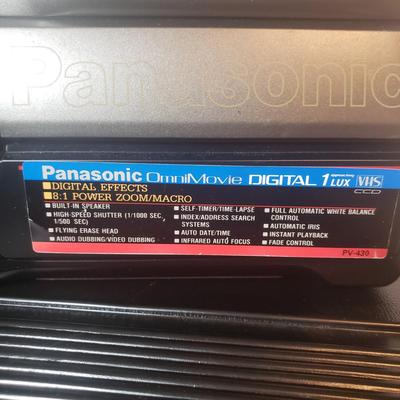 Panasonic
Panasonic OmniMovie DIGITAL 1 LUX VHS
CCD
■ DIGITAL EFFECTS
■ 8:1 POWER ZOOM/MACRO
■ BUILT-IN SPEAKER
■ HIGH-SPEED SHUTTER (1/1000 SEC,
1/500 SEC)
■ FLYING ERASE HEAD
■ AUDIO DUBBING/VIDEO DUBBING
■ SELF-TIMER/TIME-LAPSE
■ INDEX/ADDRESS SEARCH
SYSTEMS
■ AUTO DATE/TIME
■ INFRARED AUTO FOCUS
■ FULL AUTOMATIC WHITE BALANCE
CONTROL
■ AUTOMATIC IRIS
■ INSTANT PLAYBACK
■ FADE CONTROL
PV-430